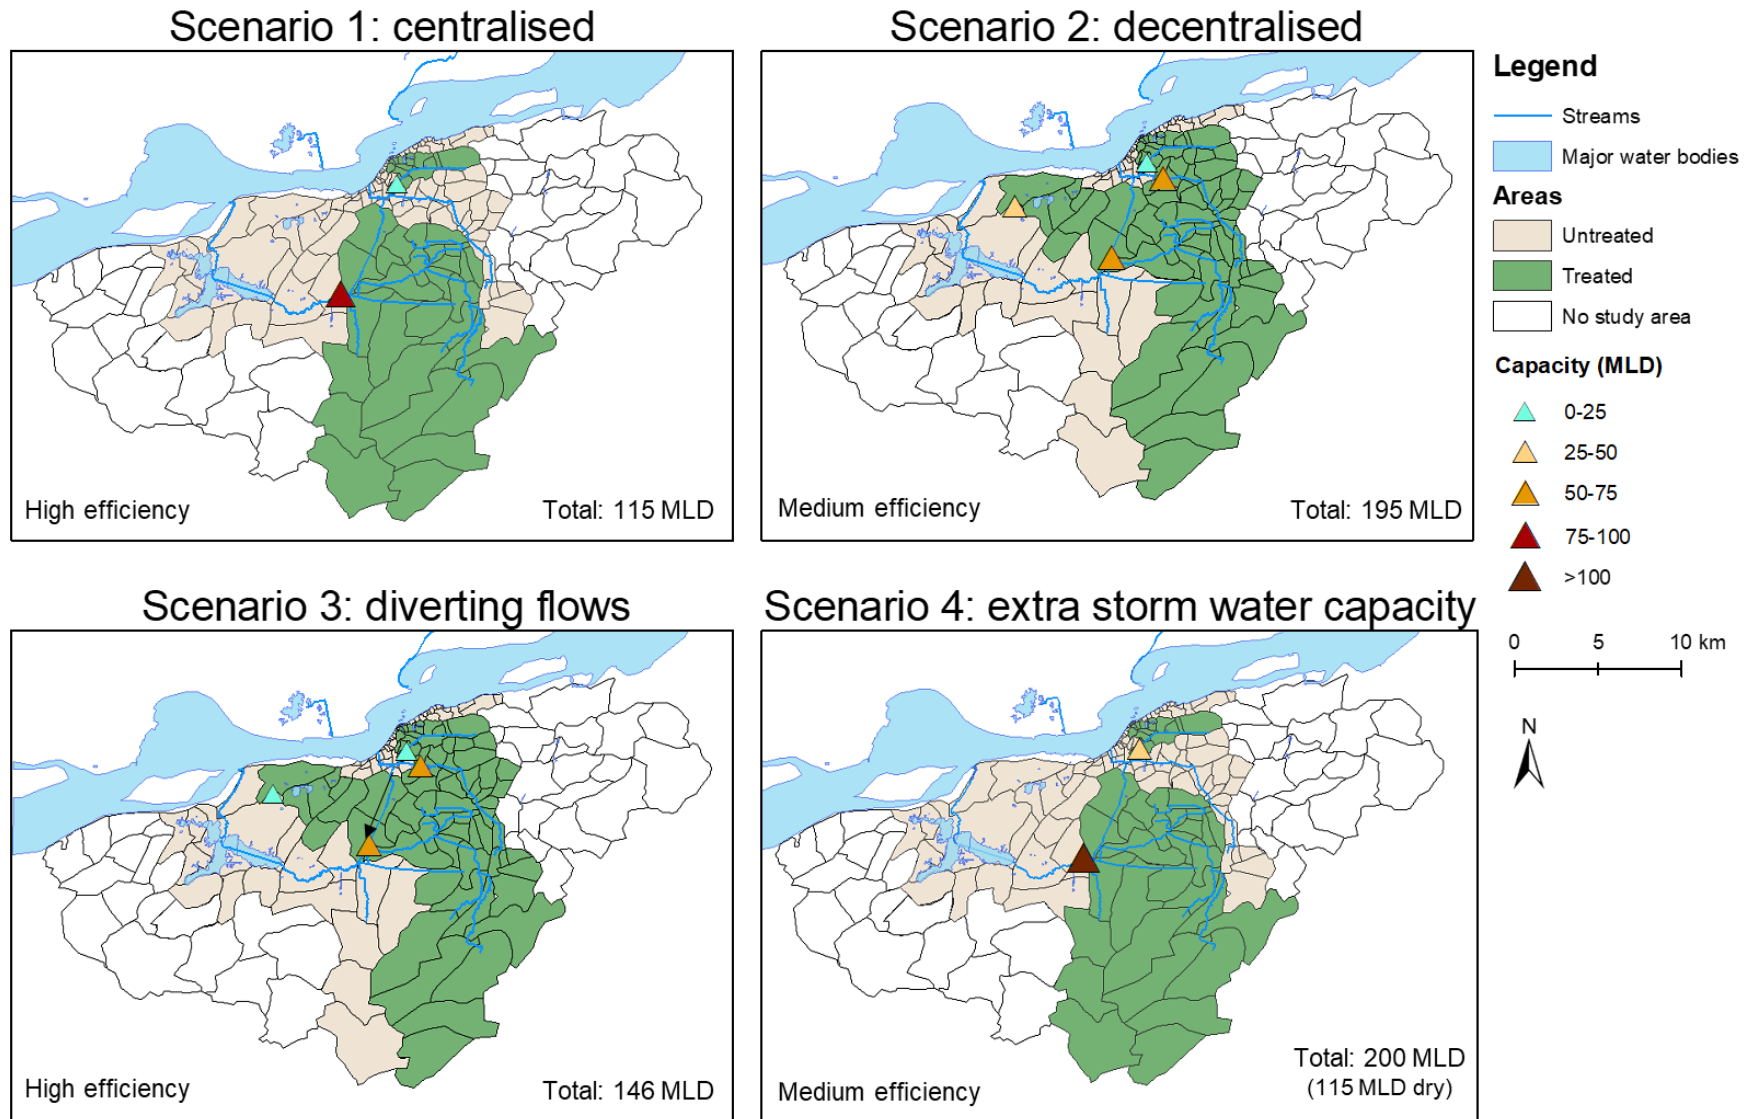 Scenario 1: centralised
High efficiency
Total: 115 MLD
Scenario 2: decentralised
Medium efficiency
Total: 195 MLD
Scenario 3: diverting flows
High efficiency
Total: 146 MLD
Scenario 4: extra storm water capacity
Medium efficiency
Total: 200 MLD
(115 MLD dry)
Legend
Streams
Major water bodies
Areas
Untreated
Treated
No study area
Capacity (MLD)
0-25
25-50
50-75
75-100
>100
0 5 10 km
N